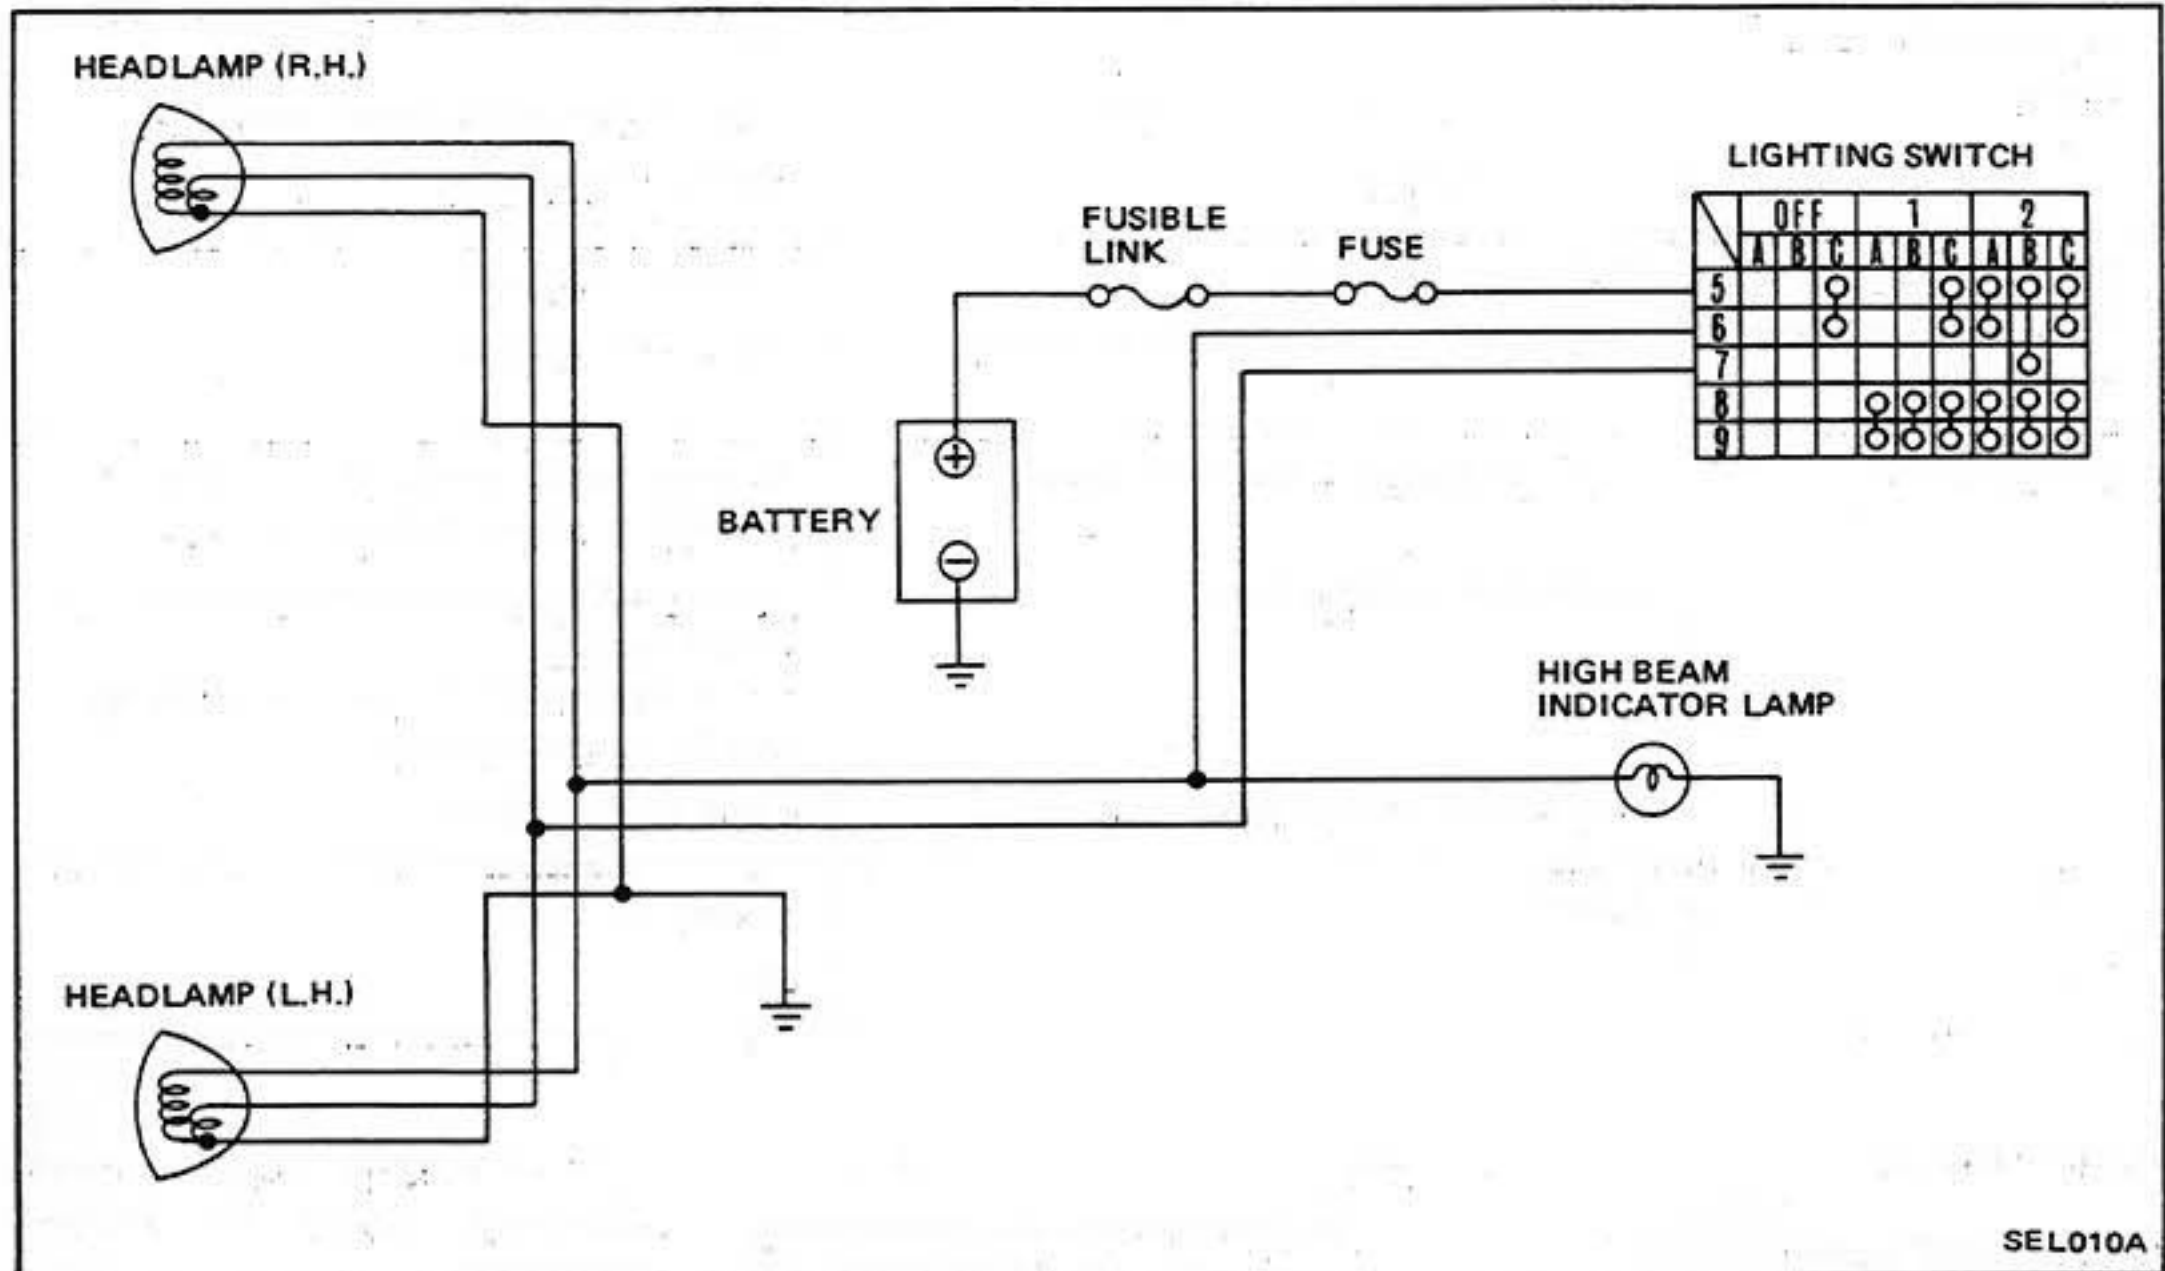 HEADLAMP (R.H.)
LIGHTING SWITCH
OFF 1 2
A B C A B C A B C
5
6
7
8
9
FUSIBLE
LINK
FUSE
BATTERY
+
−
HIGH BEAM
INDICATOR LAMP
HEADLAMP (L.H.)
SEL010A